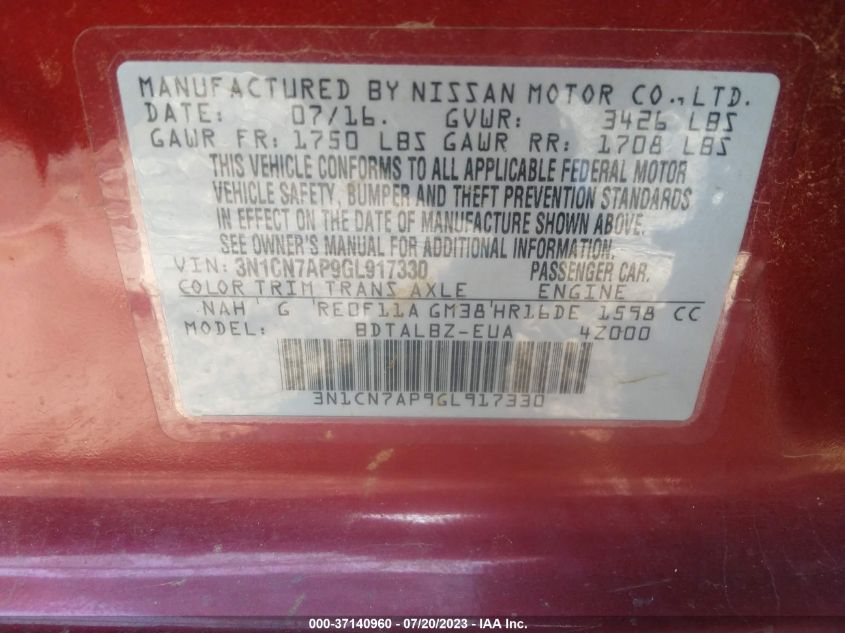 MANUFACTURED BY NISSAN MOTOR CO., LTD.
DATE: 07/16. GVWR: 3426 LBS
GAWR FR: 1750 LBS GAWR RR: 1708 LBS
THIS VEHICLE CONFORMS TO ALL APPLICABLE FEDERAL MOTOR
VEHICLE SAFETY, BUMPER AND THEFT PREVENTION STANDARDS
IN EFFECT ON THE DATE OF MANUFACTURE SHOWN ABOVE.
SEE OWNER'S MANUAL FOR ADDITIONAL INFORMATION.
VIN: 3N1CN7AP9GL917330 PASSENGER CAR.
COLOR TRIM TRANS AXLE ENGINE
NAH G RE0F11A GM38 HR16DE 1598 CC
MODEL: BDTALBZ-EUA 4Z000
3N1CN7AP9GL917330
000-37140960 - 07/20/2023 - EDGE PIPELINE